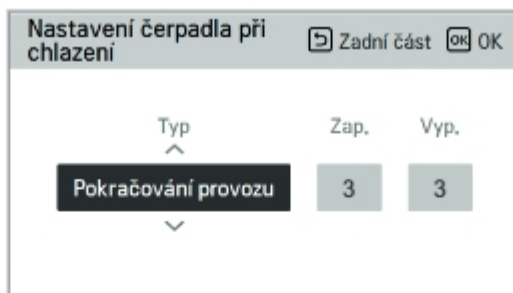 Nastavení čerpadla při
chlazení
Zadní část OK OK
Typ Zap. Vyp.
Pokračování provozu 3 3